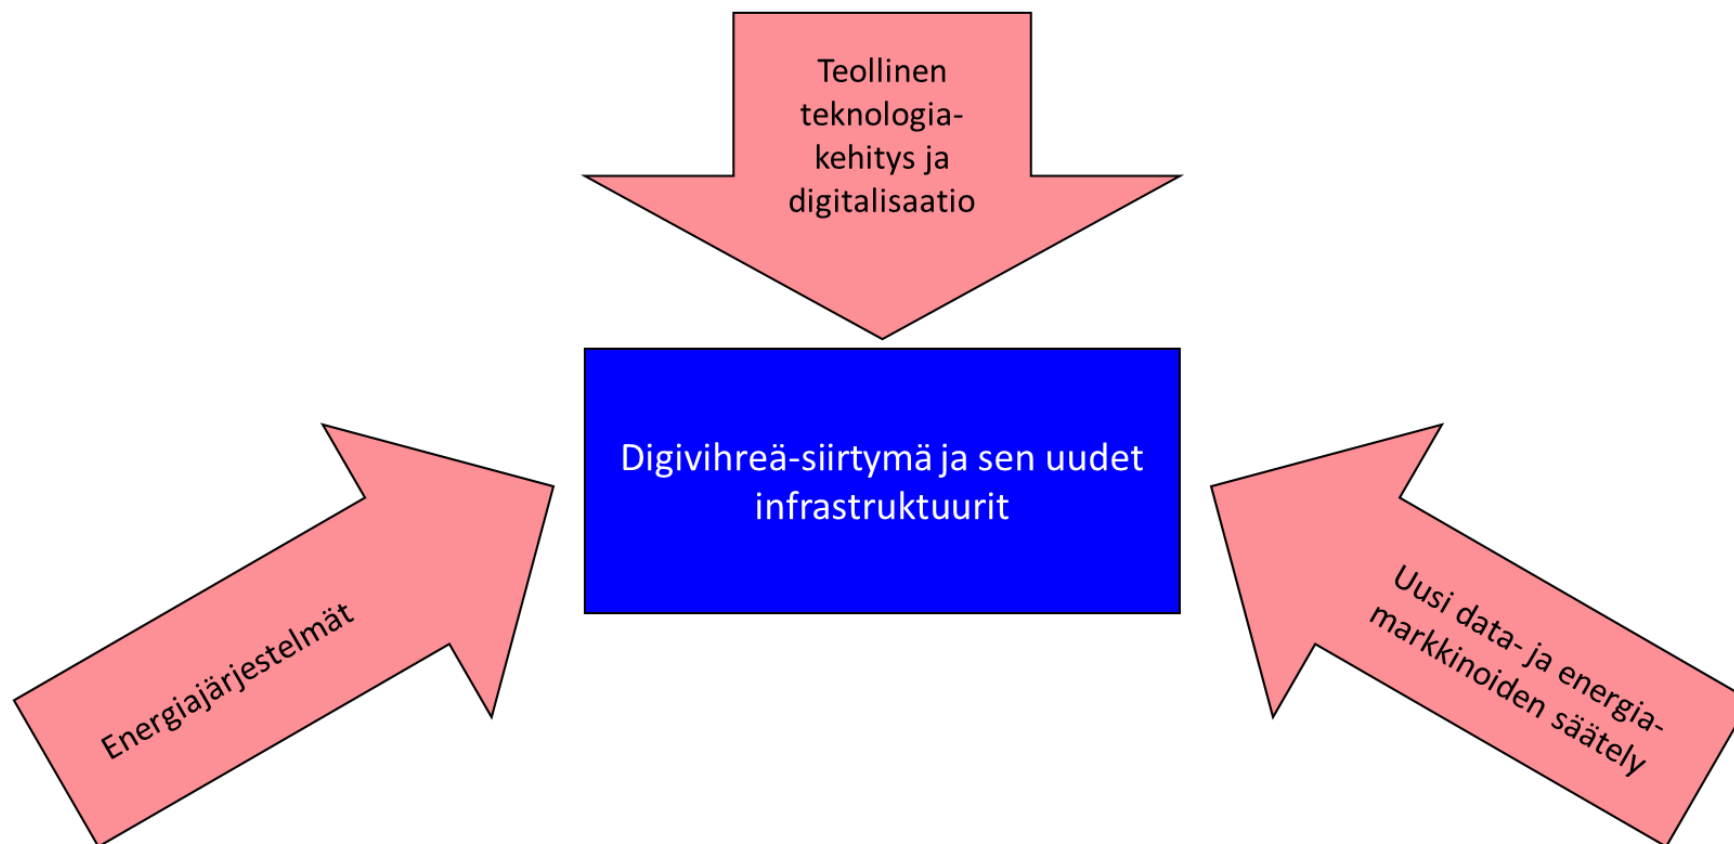 Teollinen
teknologia-
kehitys ja
digitalisaatio
Digivihreä-siirtymä ja sen uudet
infrastruktuurit
Energiajärjestelmät
Uusi data- ja energia-
markkinoiden säätely